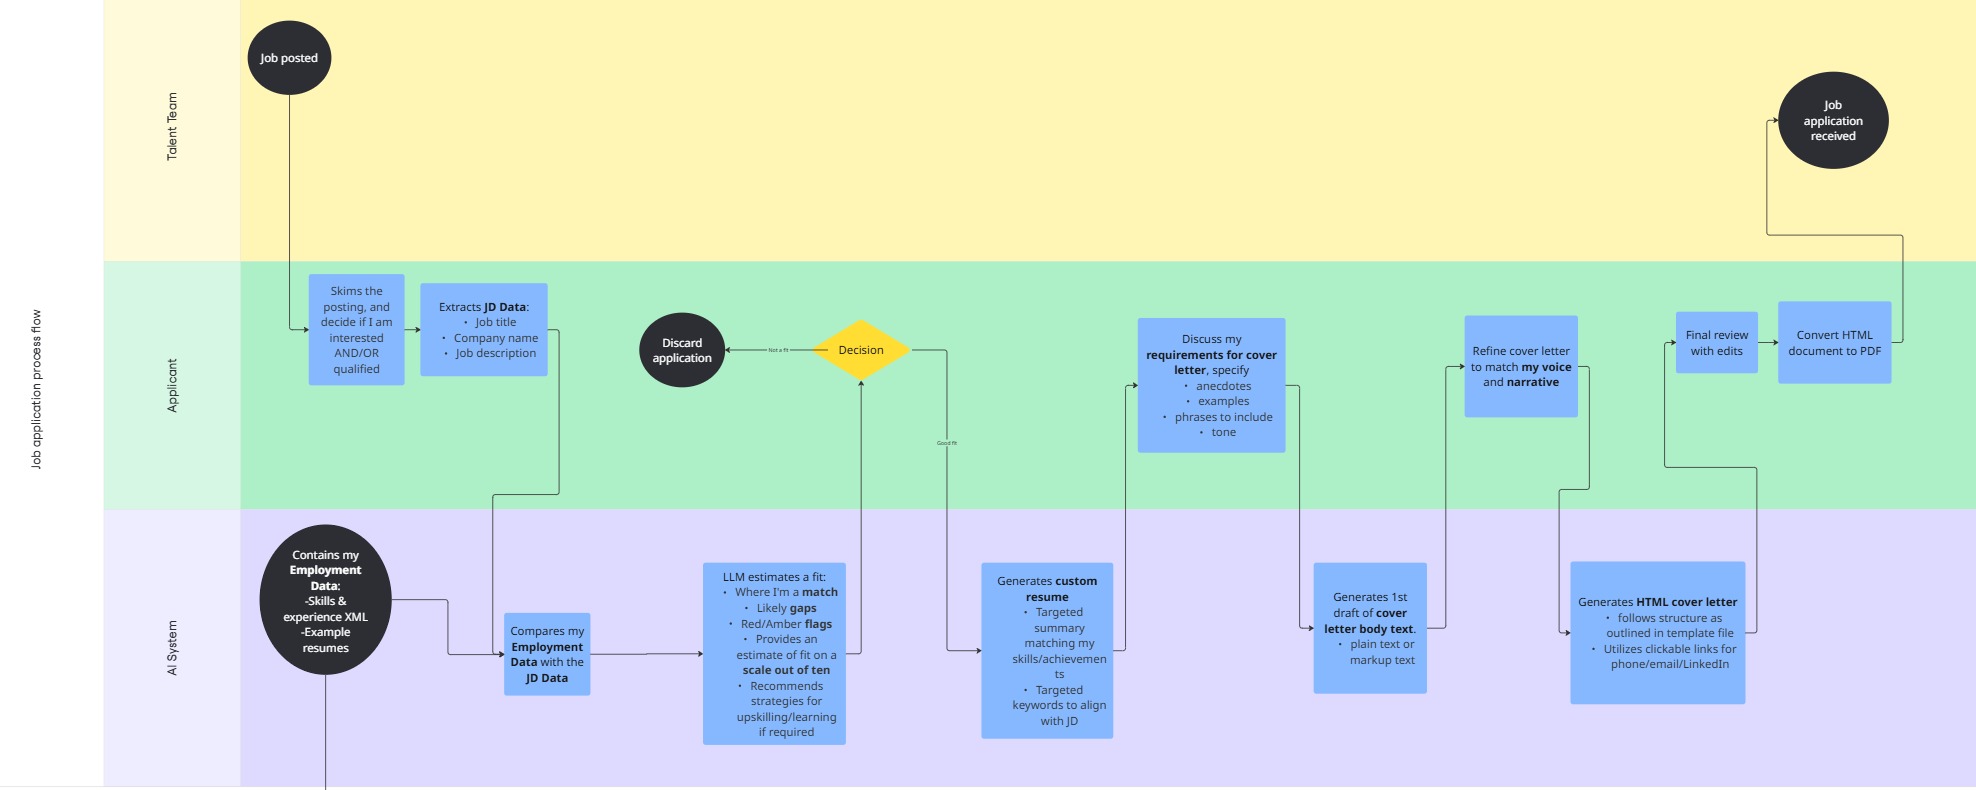 Job application process flow
Talent Team
Job posted
Job
application
received
Applicant
Skims the
posting, and
decide if I am
interested
AND/OR
qualified
Extracts JD Data:
• Job title
• Company name
• Job description
Discard
application
Not a fit
Decision
Good fit
Discuss my
requirements for cover
letter, specify
• anecdotes
• examples
• phrases to include
• tone
Refine cover letter
to match my voice
and narrative
Final review
with edits
Convert HTML
document to PDF
AI System
Contains my
Employment
Data:
-Skills &
experience XML
-Example
resumes
Compares my
Employment
Data with the
JD Data
LLM estimates a fit:
• Where I'm a match
• Likely gaps
• Red/Amber flags
• Provides an
estimate of fit on a
scale out of ten
• Recommends
strategies for
upskilling/learning
if required
Generates custom
resume
• Targeted
summary
matching my
skills/achievemen
ts
• Targeted
keywords to align
with JD
Generates 1st
draft of cover
letter body text.
• plain text or
markup text
Generates HTML cover letter
• follows structure as
outlined in template file
• Utilizes clickable links for
phone/email/LinkedIn